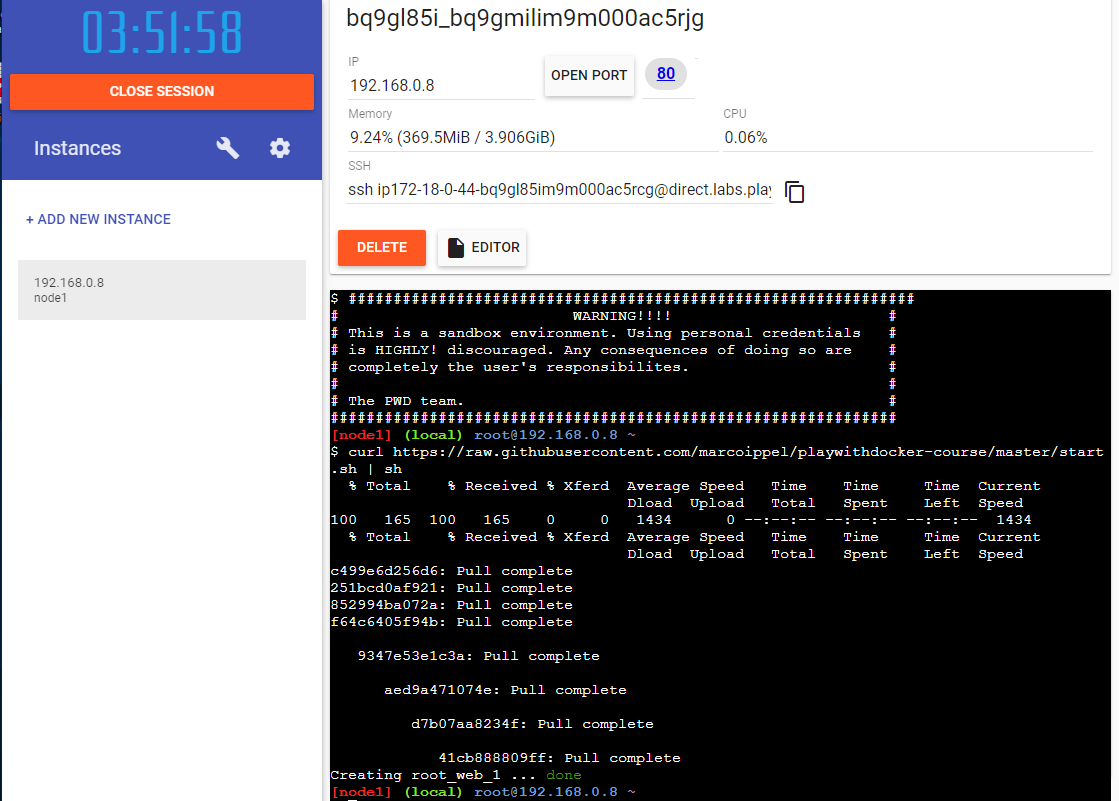 03:51:58
CLOSE SESSION
Instances
+ ADD NEW INSTANCE
192.168.0.8
node1
bq9gl85i_bq9gmilim9m000ac5rjg
IP
192.168.0.8
OPEN PORT
80
Memory
9.24% (369.5MiB / 3.906GiB)
CPU
0.06%
SSH
ssh ip172-18-0-44-bq9gl85im9m000ac5rcg@direct.labs.play
DELETE
EDITOR
$ ###############################################################
#                          WARNING!!!!                        #
# This is a sandbox environment. Using personal credentials   #
# is HIGHLY! discouraged. Any consequences of doing so are    #
# completely the user's responsibilites.                      #
#                                                             #
# The PWD team.                                               #
###############################################################
[node1] (local) root@192.168.0.8 ~
$ curl https://raw.githubusercontent.com/marcoippel/playwithdocker-course/master/start
.sh | sh
  % Total    % Received % Xferd  Average Speed   Time    Time     Time  Current
                                 Dload  Upload   Total   Spent    Left  Speed
100   165  100   165    0     0   1434      0 --:--:-- --:--:-- --:--:--  1434
  % Total    % Received % Xferd  Average Speed   Time    Time     Time  Current
                                 Dload  Upload   Total   Spent    Left  Speed
c499e6d256d6: Pull complete
251bcd0af921: Pull complete
852994ba072a: Pull complete
f64c6405f94b: Pull complete
9347e53e1c3a: Pull complete
aed9a471074e: Pull complete
d7b07aa8234f: Pull complete
41cb888809ff: Pull complete
Creating root_web_1 ... done
[node1] (local) root@192.168.0.8 ~